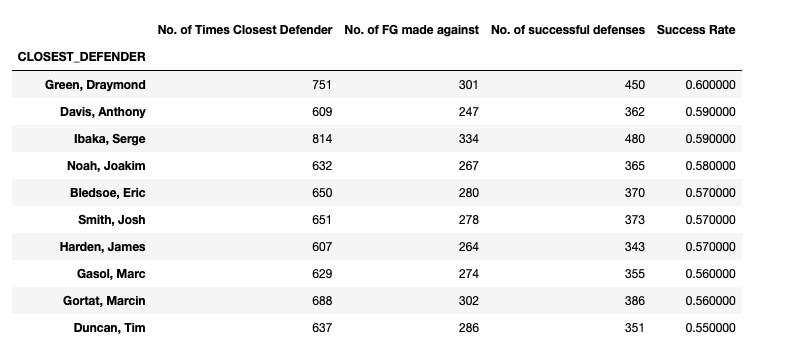 No. of Times Closest Defender No. of FG made against No. of successful defenses Success Rate
CLOSEST_DEFENDER
Green, Draymond 751 301 450 0.600000
Davis, Anthony 609 247 362 0.590000
Ibaka, Serge 814 334 480 0.590000
Noah, Joakim 632 267 365 0.580000
Bledsoe, Eric 650 280 370 0.570000
Smith, Josh 651 278 373 0.570000
Harden, James 607 264 343 0.570000
Gasol, Marc 629 274 355 0.560000
Gortat, Marcin 688 302 386 0.560000
Duncan, Tim 637 286 351 0.550000